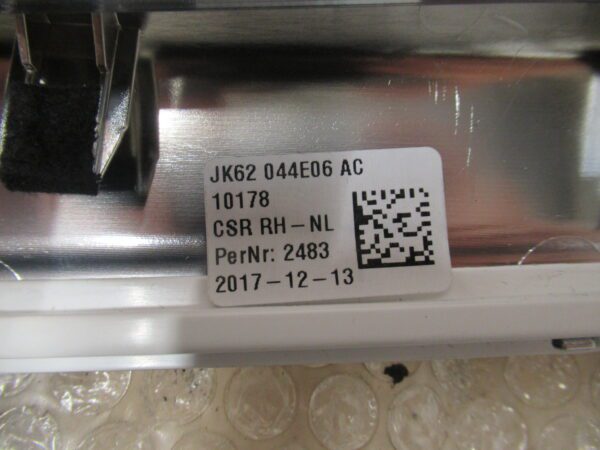 JK62 044E06 AC
10178
CSR RH-NL
PerNr: 2483
2017-12-13